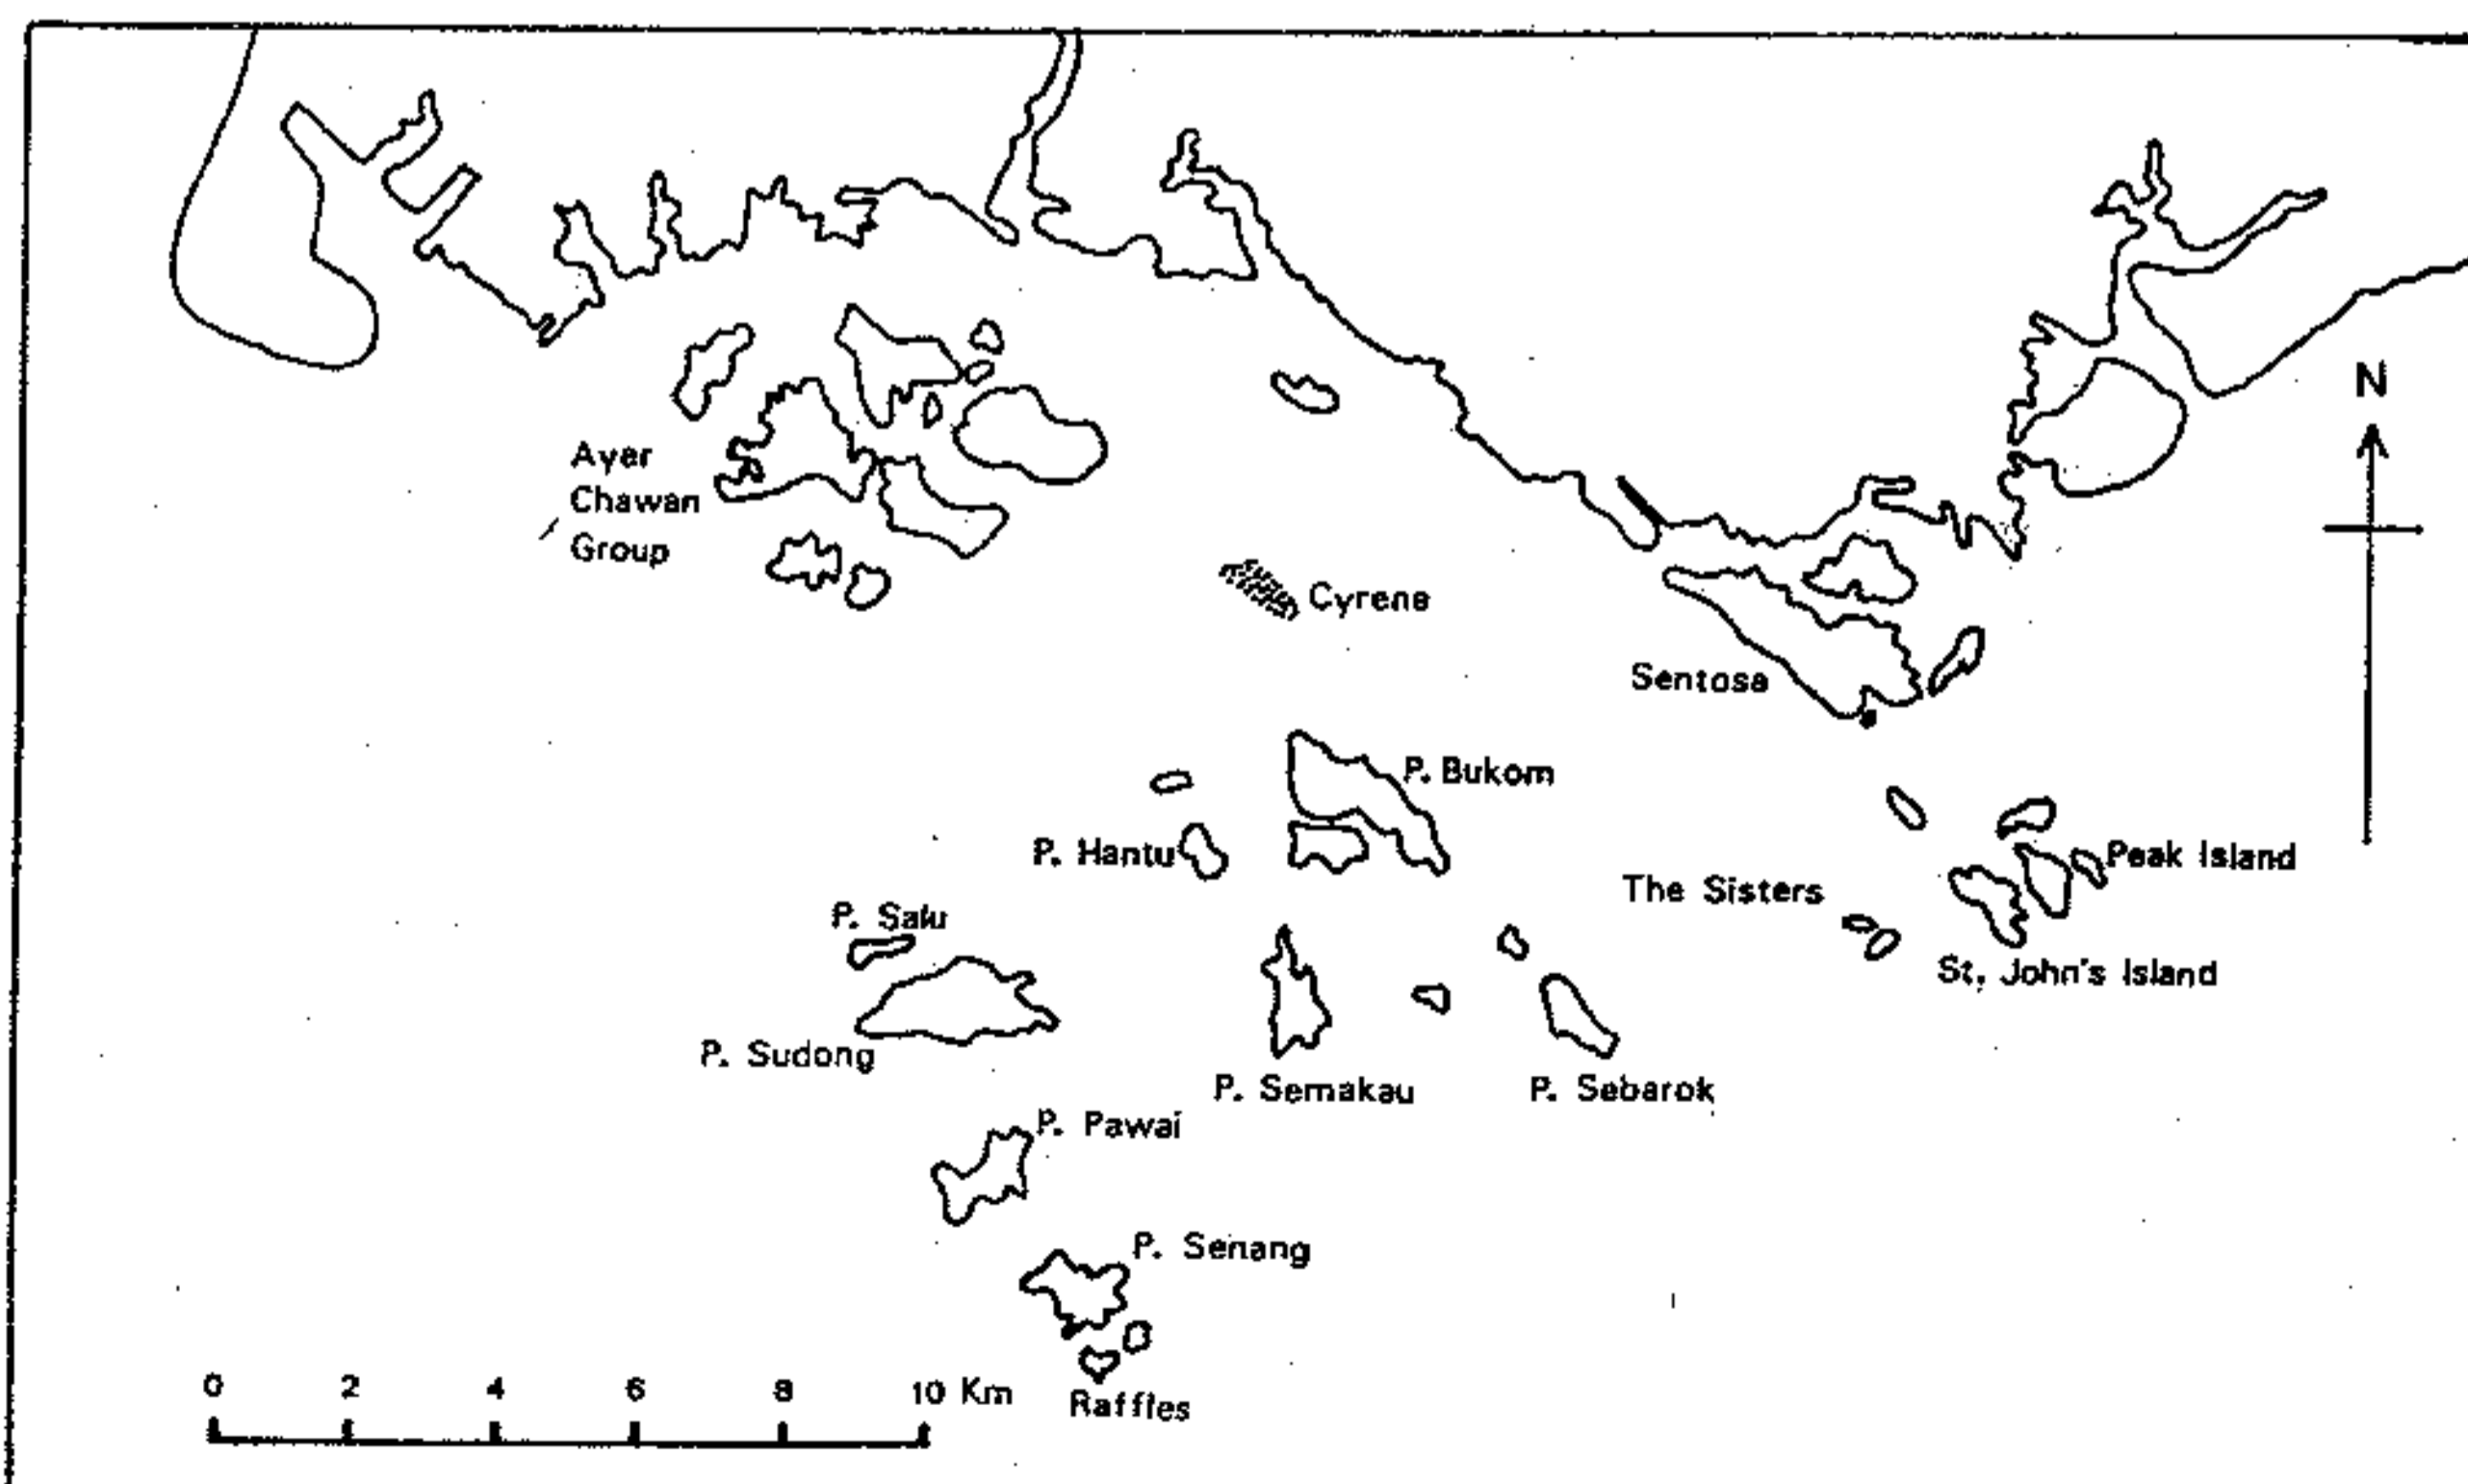 N
Ayer
Chawan
Group
Cyrene
Sentosa
P. Bukom
P. Hantu
Peak Island
The Sisters
P. Salu
St. John's Island
P. Sudong
P. Semakau
P. Sebarok
P. Pawai
P. Senang
0 2 4 6 8 10 Km
Raffles